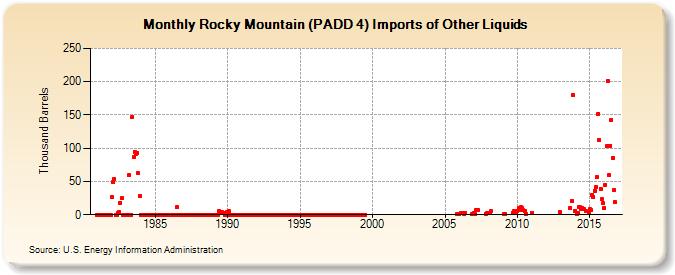 Monthly Rocky Mountain (PADD 4) Imports of Other Liquids
Thousand Barrels
250
200
150
100
50
0
1985 1990 1995 2000 2005 2010 2015
Source: U.S. Energy Information Administration